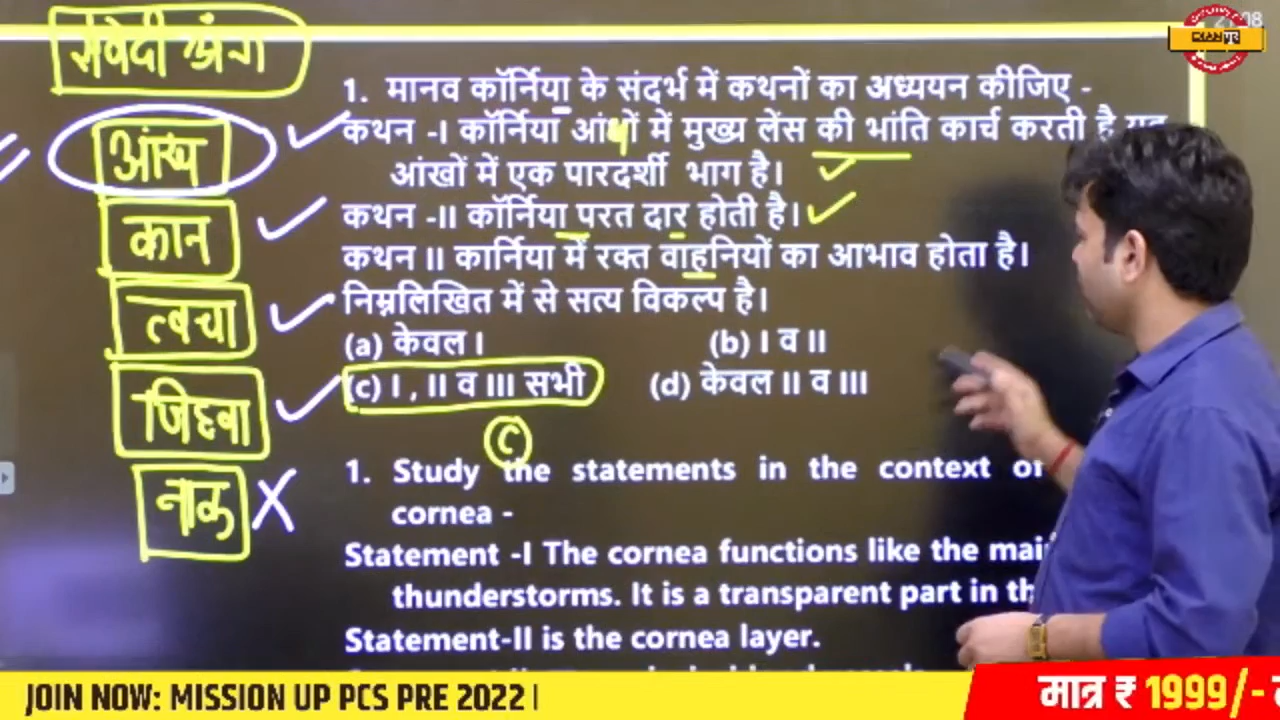 संवेदी अंग
आंख
कान
त्वचा
जिह्वा
नाक
1. मानव कॉर्निया के संदर्भ में कथनों का अध्ययन कीजिए -
कथन -I कॉर्निया आंखों में मुख्य लेंस की भांति कार्च करती है यह
आंखों में एक पारदर्शी भाग है।
कथन -II कॉर्निया परत दार होती है।
कथन II कार्निया में रक्त वाहनियों का आभाव होता है।
निम्नलिखित में से सत्य विकल्प है।
(a) केवल I (b) I व II
(c) I , II व III सभी (d) केवल II व III
C
1. Study the statements in the context of
cornea -
Statement -I The cornea functions like the
thunderstorms. It is a transparent part in
Statement-II is the cornea layer.
JOIN NOW: MISSION UP PCS PRE 2022 |
मात्र ₹ 1999/-